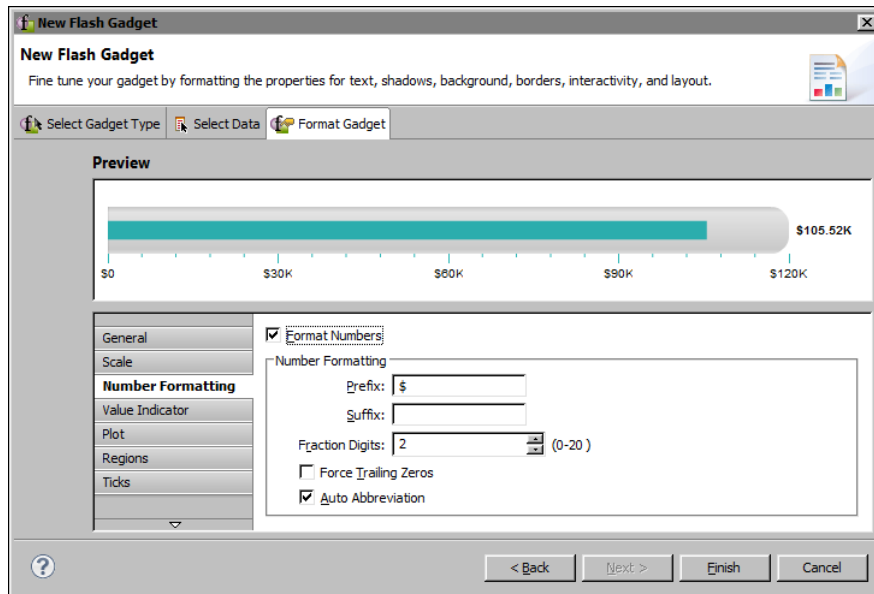 New Flash Gadget
New Flash Gadget
Fine tune your gadget by formatting the properties for text, shadows, background, borders, interactivity, and layout.
Select Gadget Type Select Data Format Gadget
Preview
$105.52K
$0 $30K $60K $90K $120K
General
Scale
Number Formatting
Value Indicator
Plot
Regions
Ticks
Format Numbers
Number Formatting
Prefix: $
Suffix:
Fraction Digits: 2 (0-20 )
Force Trailing Zeros
Auto Abbreviation
? < Back Next > Finish Cancel